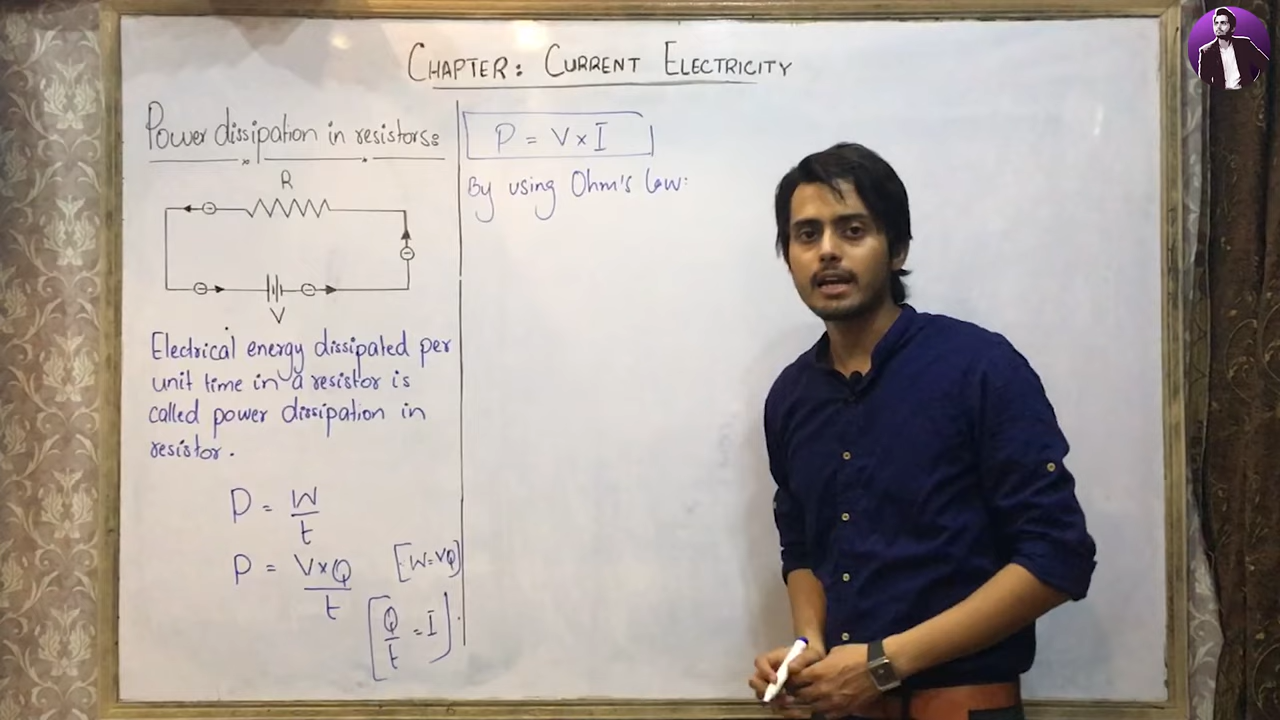 CHAPTER: CURRENT ELECTRICITY
Power dissipation in resistors:
R
V
Electrical energy dissipated per
unit time in a resistor is
called power dissipation in
resistor.
P = W/t
P = V×Q/t [W=VQ]
[Q/t = I]
P = V×I
By using Ohm's law: